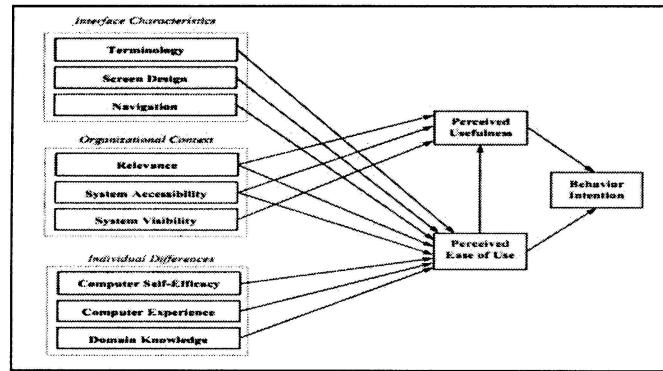 Interface Characteristics
Terminology
Screen Design
Navigation
Organizational Context
Relevance
System Accessibility
System Visibility
Individual Differences
Computer Self-Efficacy
Computer Experience
Domain Knowledge
Perceived
Usefulness
Perceived
Ease of Use
Behavior
Intention